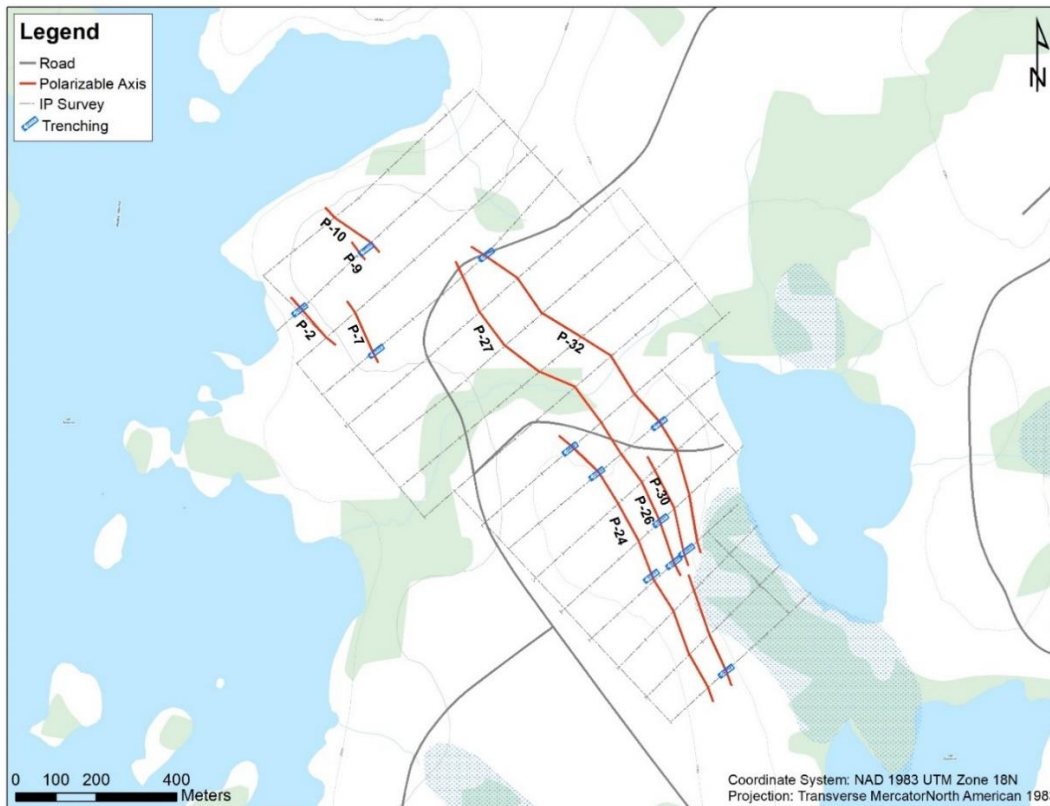 Legend
Road
Polarizable Axis
IP Survey
Trenching
N
P-10
P-9
P-2
P-7
P-27
P-32
P-30
P-26
P-24
0 100 200 400
Meters
Coordinate System: NAD 1983 UTM Zone 18N
Projection: Transverse MercatorNorth American 1983